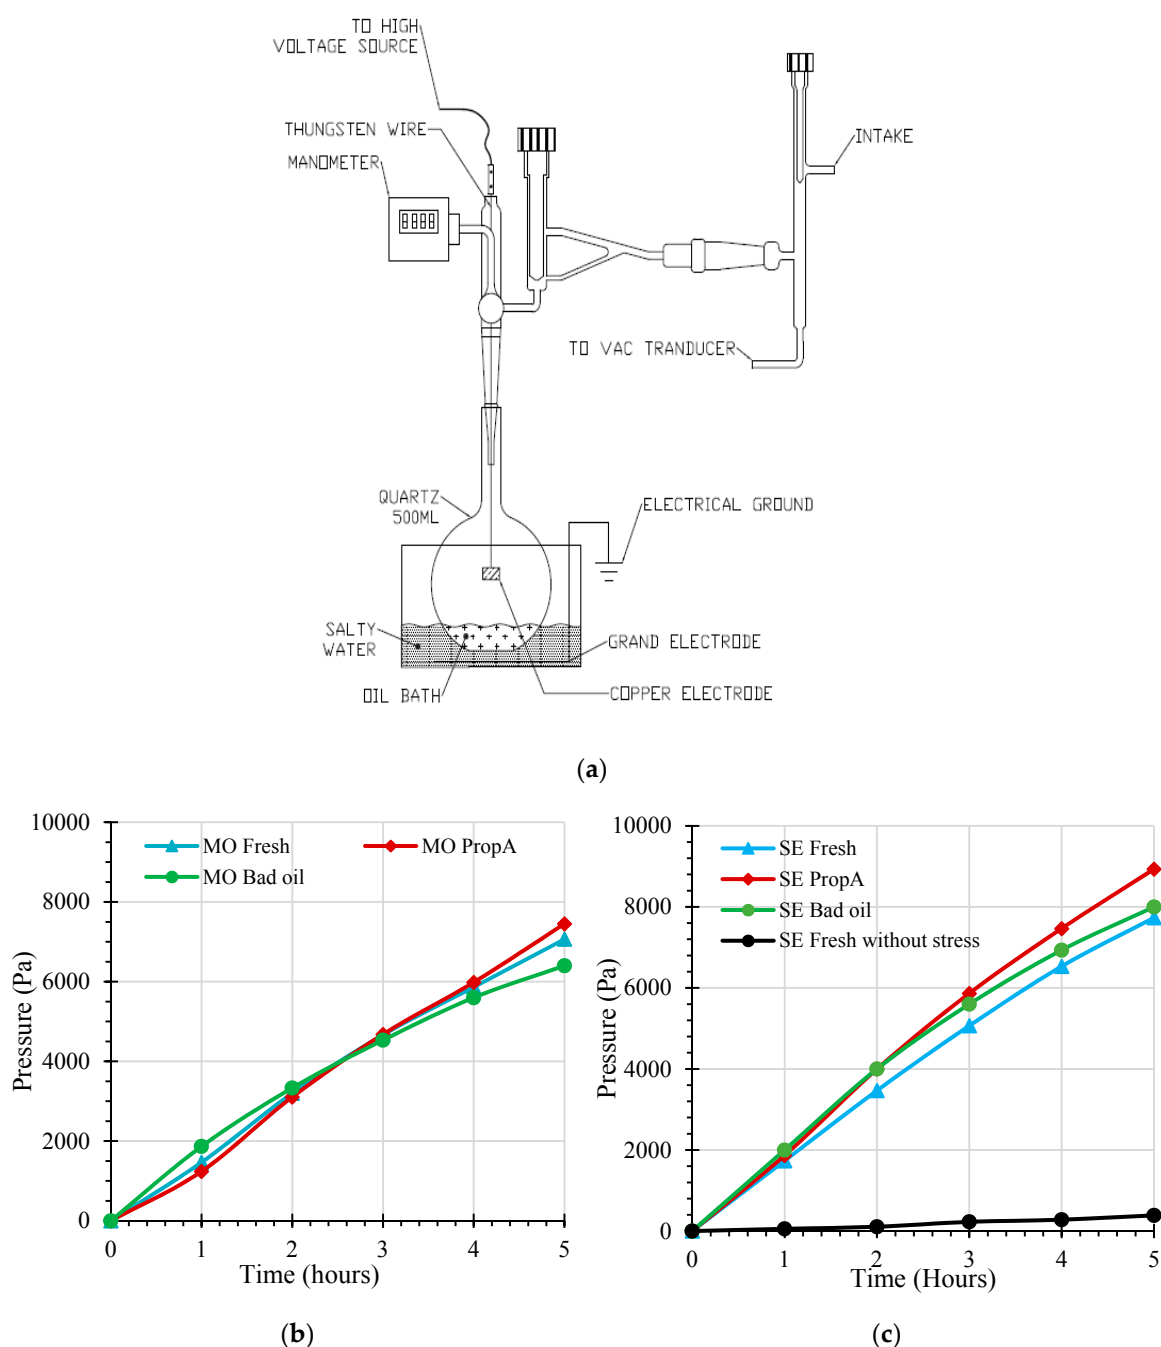 TO HIGH
VOLTAGE SOURCE
THUNGSTEN WIRE
MANOMETER
INTAKE
TO VAC TRANDUCER
QUARTZ
500ML
ELECTRICAL GROUND
SALTY
WATER
GRAND ELECTRODE
OIL BATH
COPPER ELECTRODE
(a)
10000
8000
6000
4000
2000
0
Pressure (Pa)
MO Fresh
MO PropA
MO Bad oil
0 1 2 3 4 5
Time (hours)
(b)
10000
8000
6000
4000
2000
0
Pressure (Pa)
SE Fresh
SE PropA
SE Bad oil
SE Fresh without stress
0 1 2 3 4 5
Time (Hours)
(c)